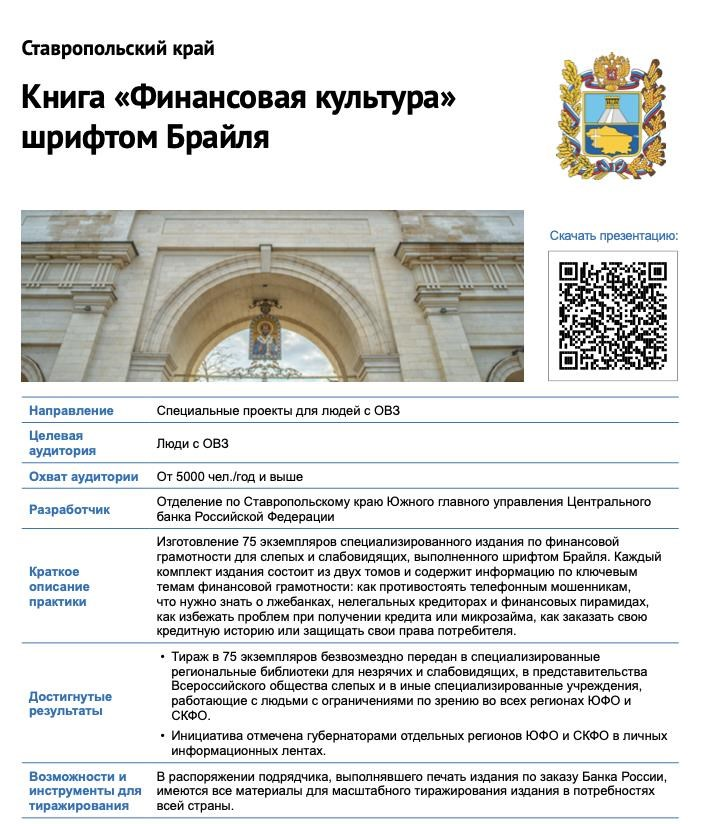 Ставропольский край
Книга «Финансовая культура»
шрифтом Брайля
Скачать презентацию:
Направление
Специальные проекты для людей с ОВЗ
Целевая
аудитория
Люди с ОВЗ
Охват аудитории
От 5000 чел./год и выше
Разработчик
Отделение по Ставропольскому краю Южного главного управления Центрального
банка Российской Федерации
Краткое
описание
практики
Изготовление 75 экземпляров специализированного издания по финансовой
грамотности для слепых и слабовидящих, выполненного шрифтом Брайля. Каждый
комплект издания состоит из двух томов и содержит информацию по ключевым
темам финансовой грамотности: как противостоять телефонным мошенникам,
что нужно знать о лжебанках, нелегальных кредиторах и финансовых пирамидах,
как избежать проблем при получении кредита или микрозайма, как заказать свою
кредитную историю или защищать свои права потребителя.
Достигнутые
результаты
• Тираж в 75 экземпляров безвозмездно передан в специализированные
региональные библиотеки для незрячих и слабовидящих, в представительства
Всероссийского общества слепых и в иные специализированные учреждения,
работающие с людьми с ограничениями по зрению во всех регионах ЮФО и
СКФО.
• Инициатива отмечена губернаторами отдельных регионов ЮФО и СКФО в личных
информационных лентах.
Возможности и
инструменты для
тиражирования
В распоряжении подрядчика, выполнявшего печать издания по заказу Банка России,
имеются все материалы для масштабного тиражирования издания в потребностях
всей страны.